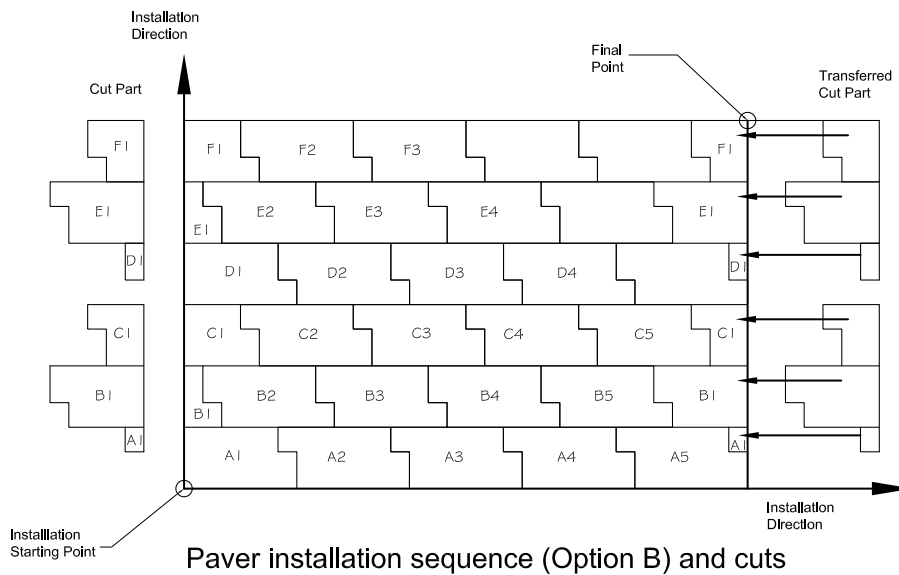 Installation
Direction
Final
Point
Cut Part
Transferred
Cut Part
F1 F1 F2 F3 F1
E1 E1 E2 E3 E4 E1
D1 D1 D2 D3 D4 D1
C1 C1 C2 C3 C4 C5 C1
B1 B1 B2 B3 B4 B5 B1
A1 A1 A2 A3 A4 A5 A1
Installation
Direction
Installlation
Starting Point
Paver installation sequence (Option B) and cuts